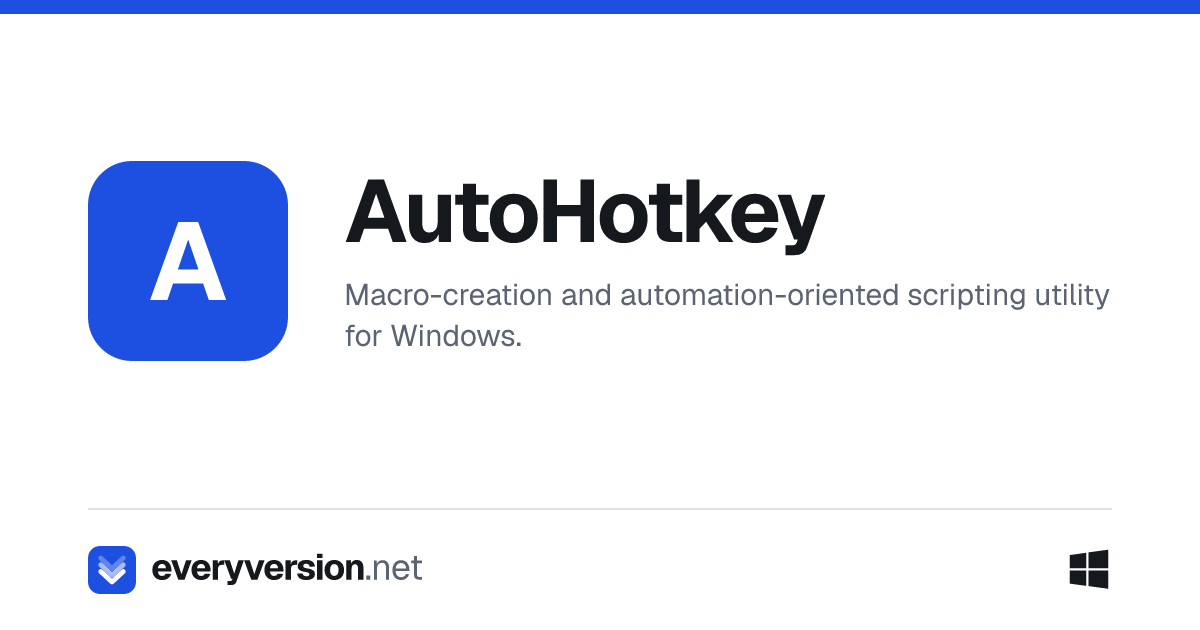 A
AutoHotkey
Macro-creation and automation-oriented scripting utility
for Windows.
everyversion.net